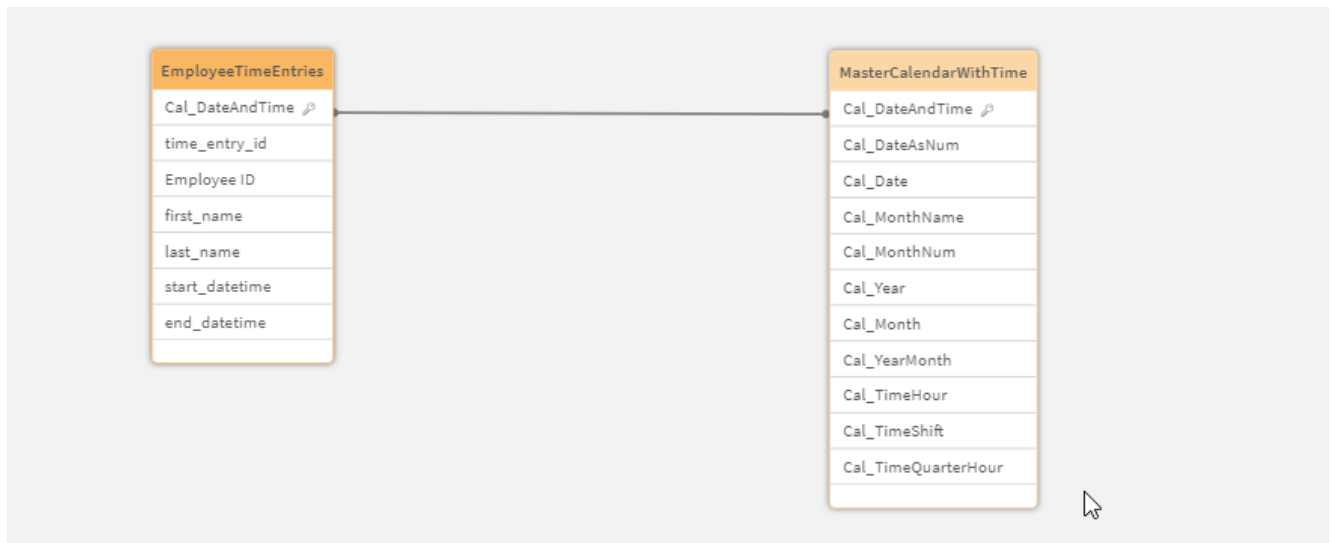 EmployeeTimeEntries
Cal_DateAndTime
time_entry_id
Employee ID
first_name
last_name
start_datetime
end_datetime
MasterCalendarWithTime
Cal_DateAndTime
Cal_DateAsNum
Cal_Date
Cal_MonthName
Cal_MonthNum
Cal_Year
Cal_Month
Cal_YearMonth
Cal_TimeHour
Cal_TimeShift
Cal_TimeQuarterHour